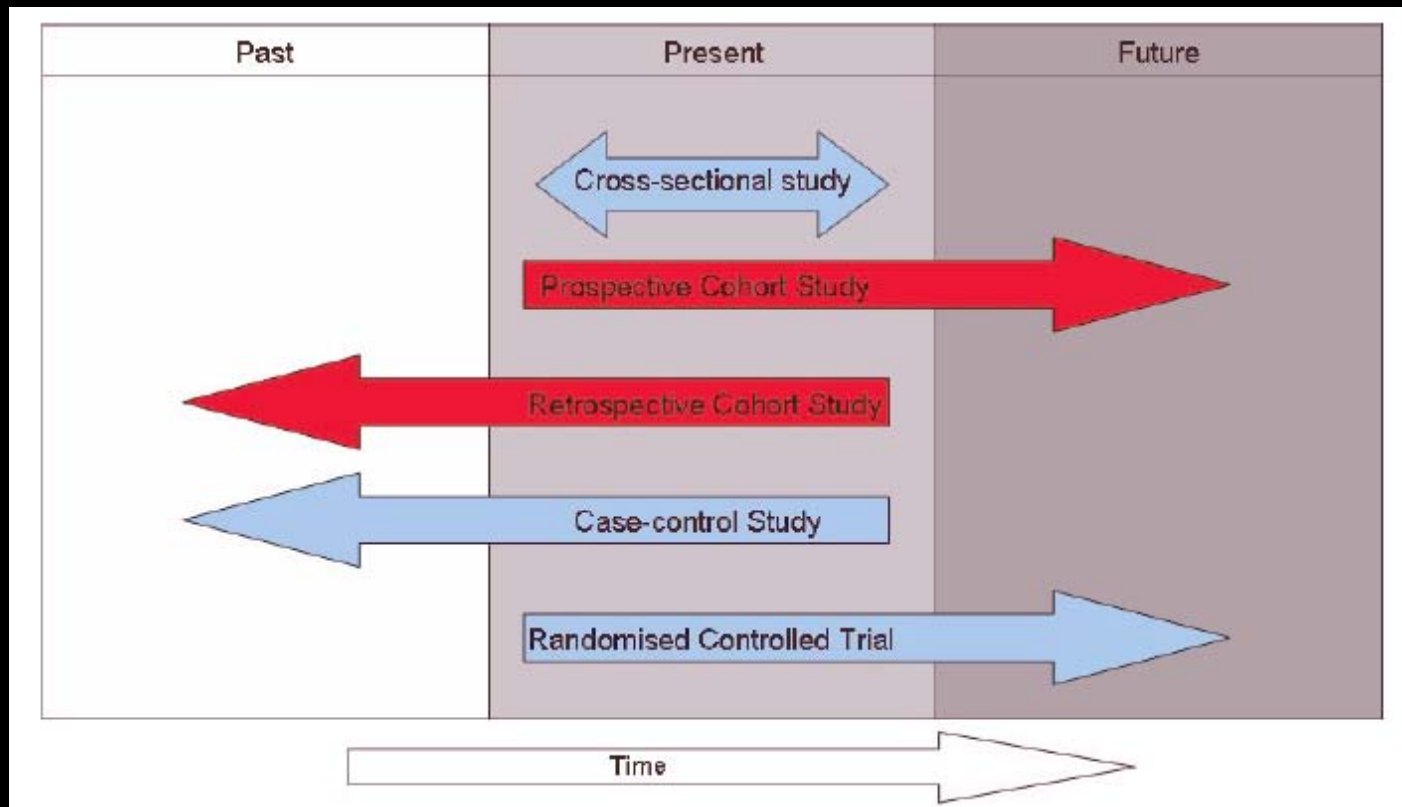 Past Present Future
Cross-sectional study
Prospective Cohort Study
Retrospective Cohort Study
Case-control Study
Randomised Controlled Trial
Time